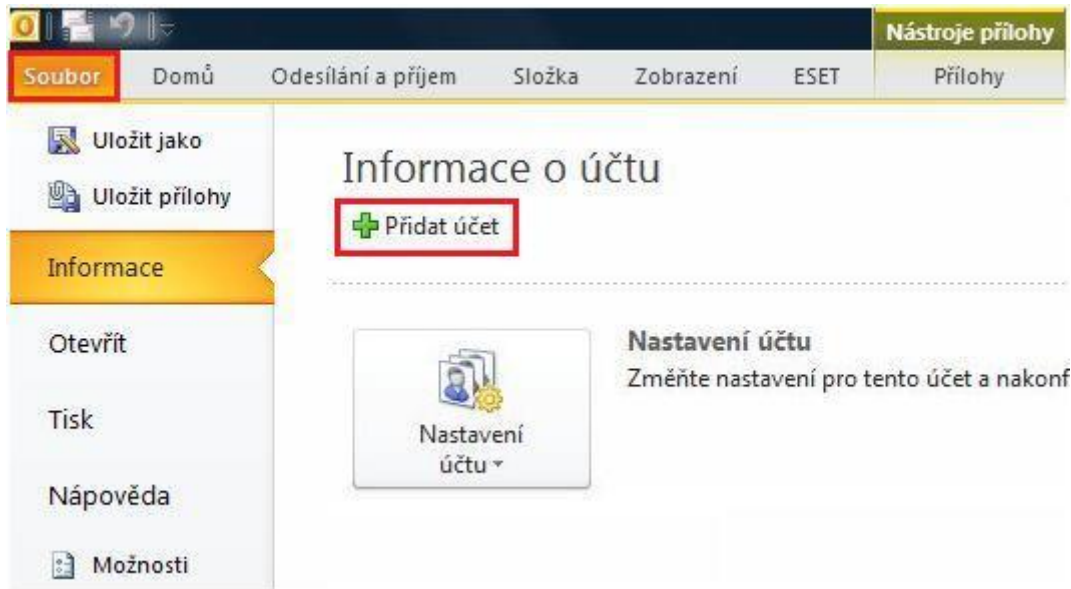 Nástroje přílohy
Soubor Domů Odesílání a příjem Složka Zobrazení ESET Přílohy
Uložit jako
Uložit přílohy
Informace
Otevřít
Tisk
Nápověda
Možnosti
Informace o účtu
Přidat účet
Nastavení
účtu
Nastavení účtu
Změňte nastavení pro tento účet a nakonf